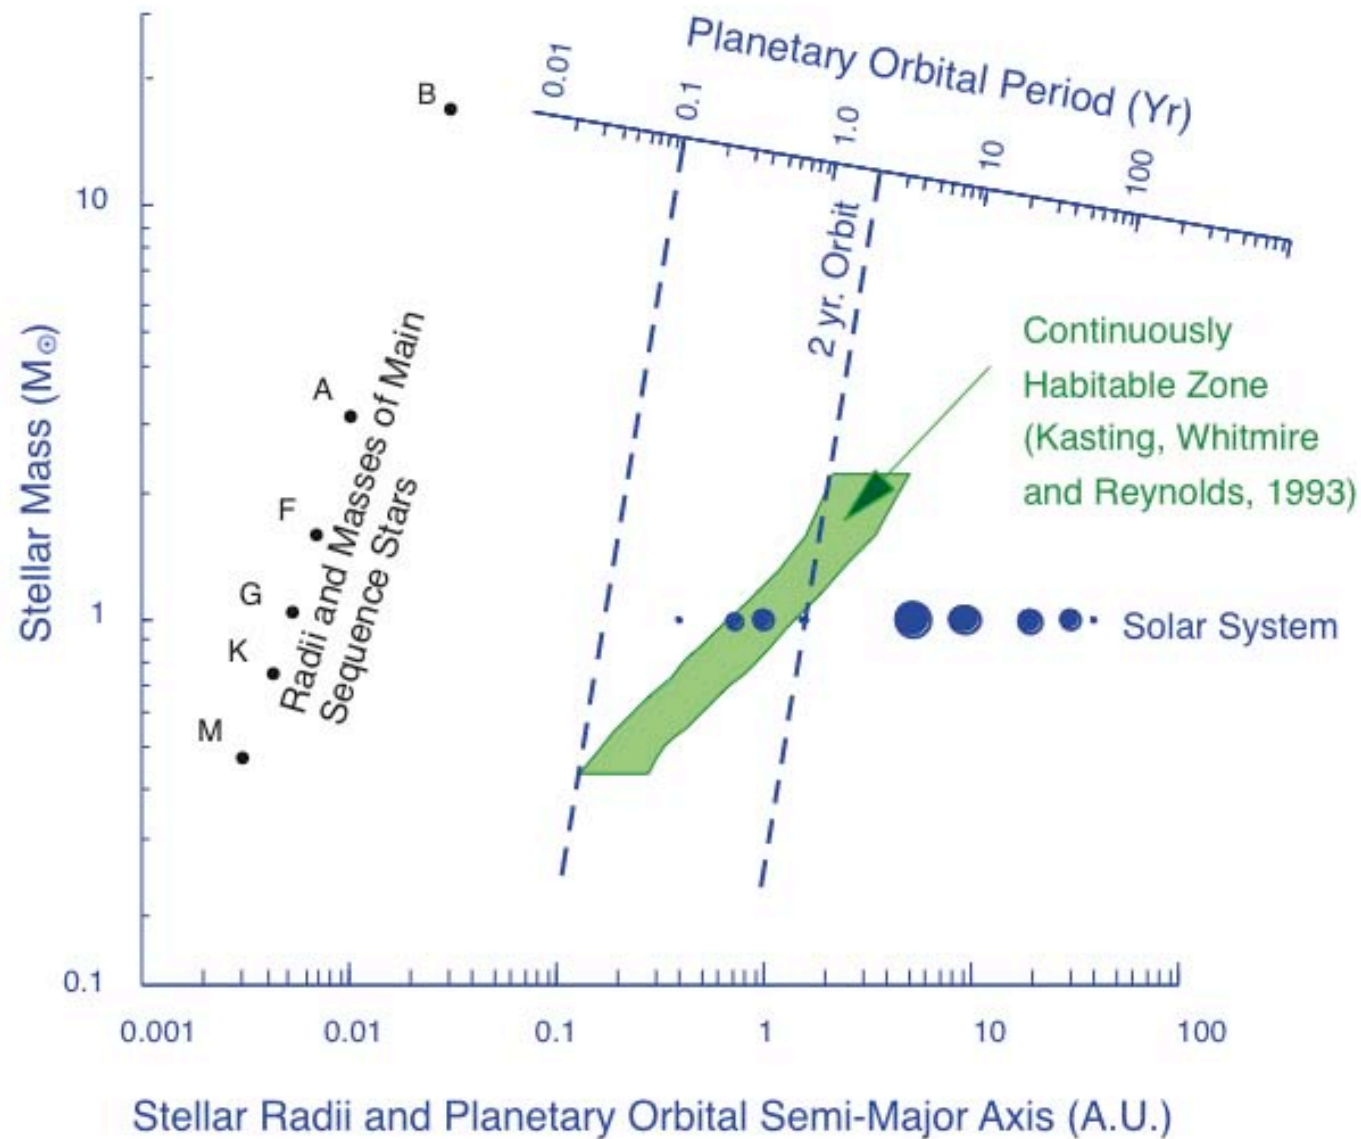 Planetary Orbital Period (Yr)
0.01
0.1
1.0
10
100
B
10
2 yr. Orbit
Continuously
Habitable Zone
(Kasting, Whitmire
and Reynolds, 1993)
Stellar Mass (M☉)
A
F
G
K
M
Radii and Masses of Main
Sequence Stars
1
Solar System
0.1
0.001
0.01
0.1
1
10
100
Stellar Radii and Planetary Orbital Semi-Major Axis (A.U.)